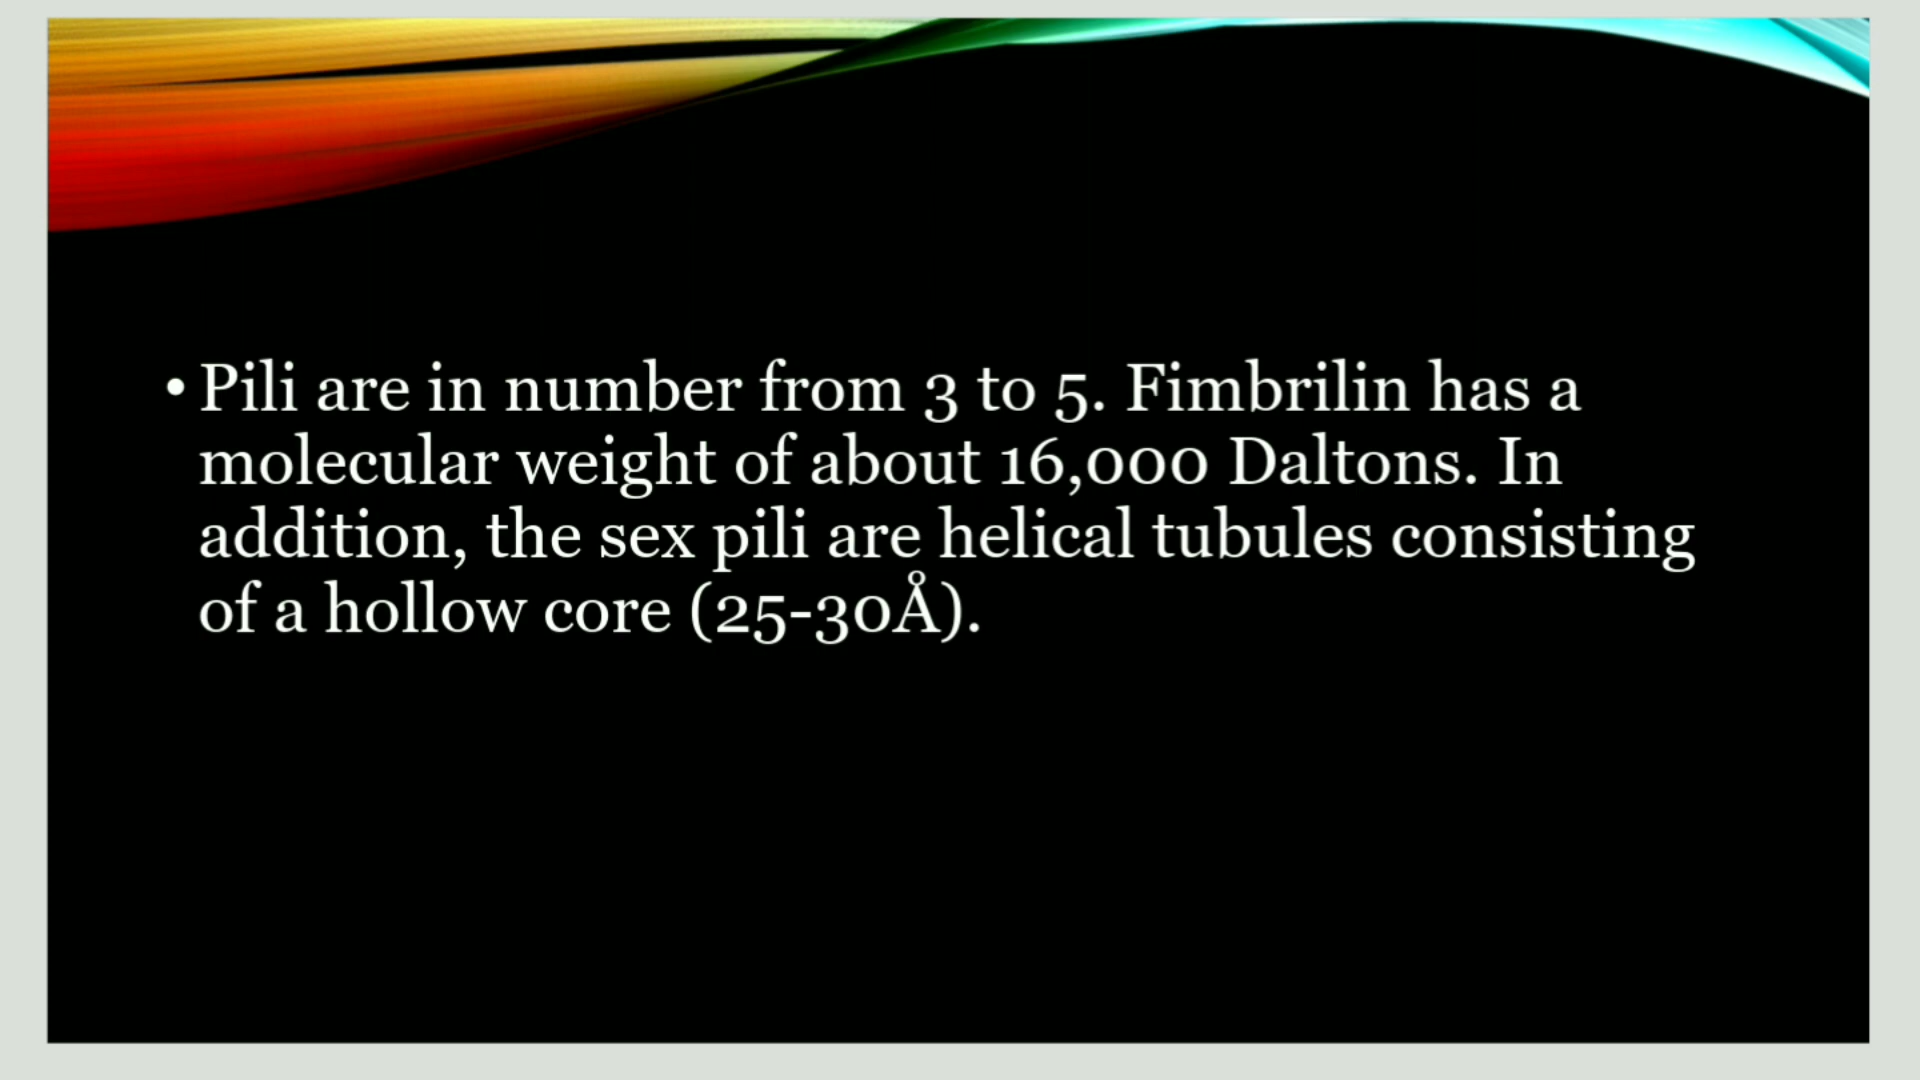 • Pili are in number from 3 to 5. Fimbrilin has a
molecular weight of about 16,000 Daltons. In
addition, the sex pili are helical tubules consisting
of a hollow core (25-30Å).